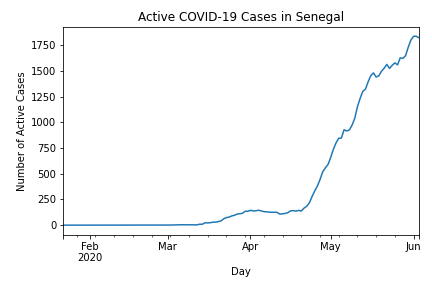 Active COVID-19 Cases in Senegal
Number of Active Cases
1750
1500
1250
1000
750
500
250
0
Feb
2020
Mar
Apr
May
Jun
Day